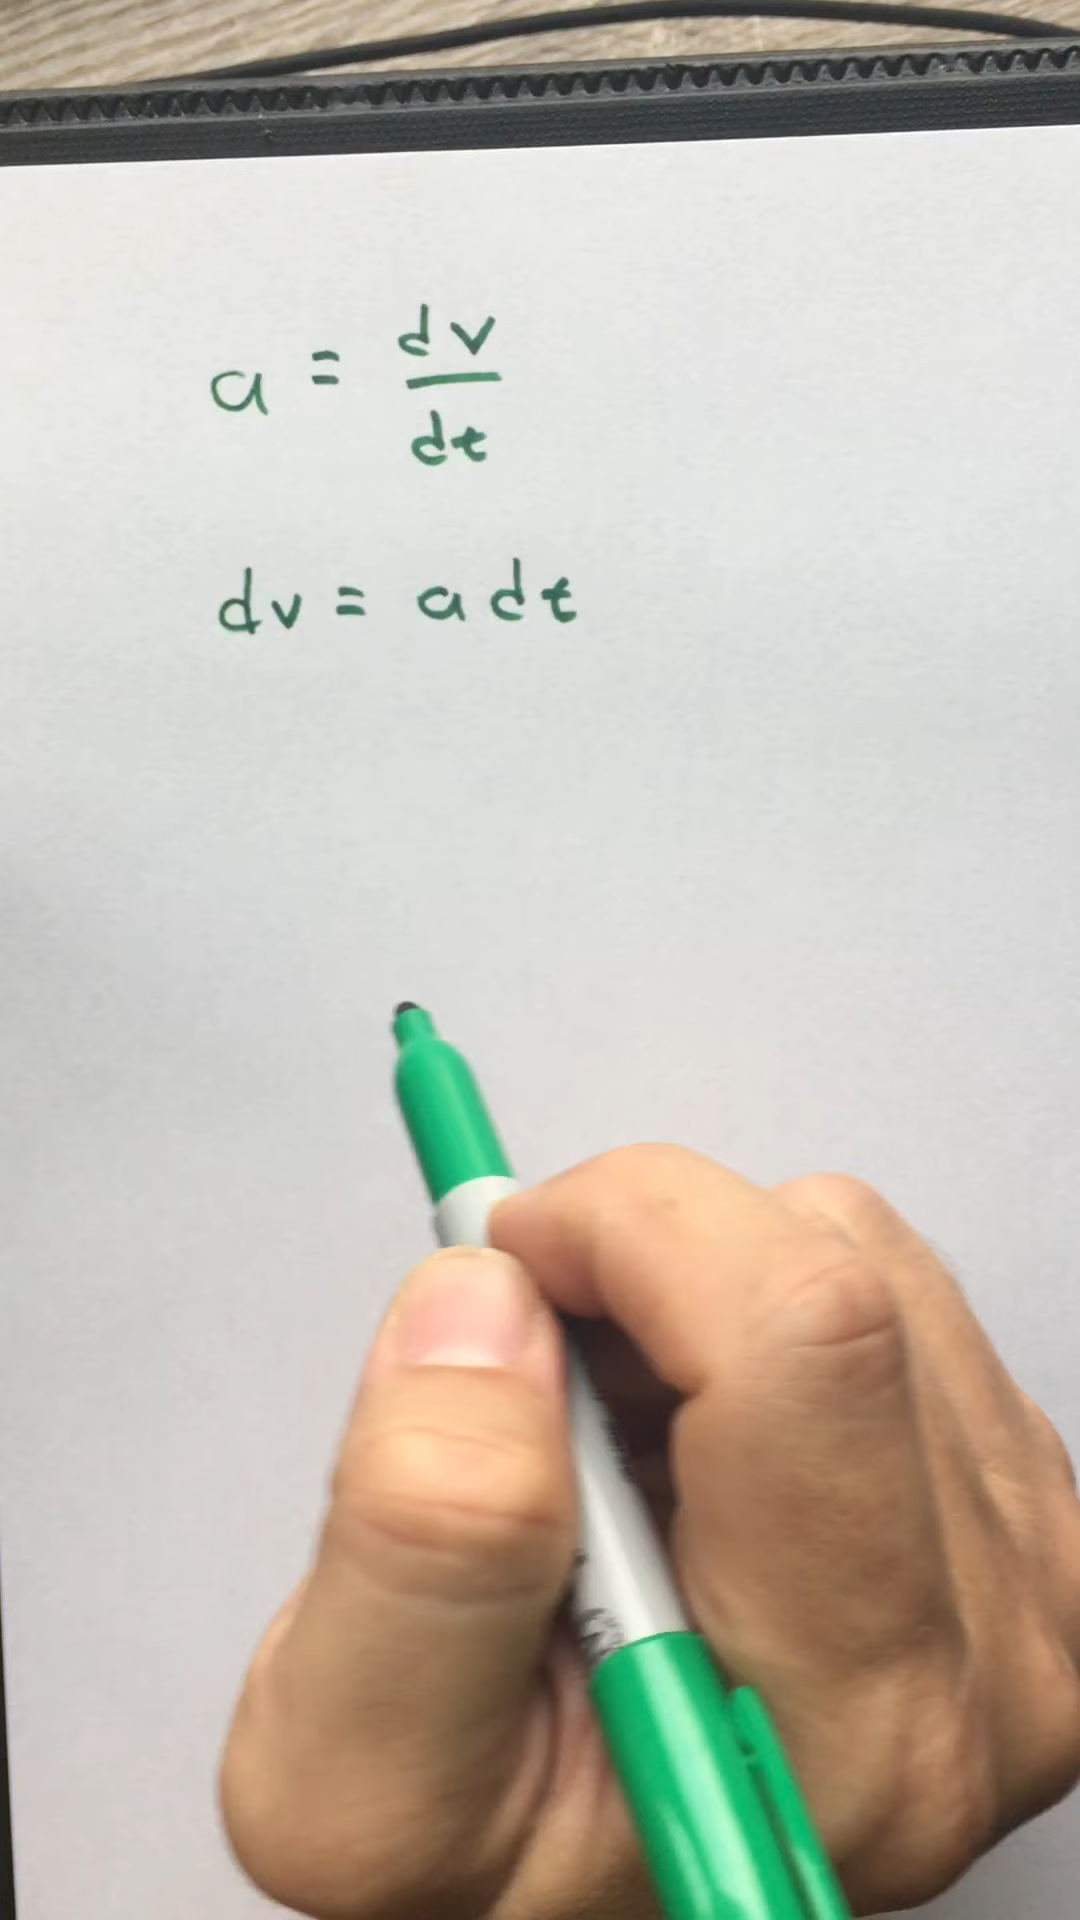 a = dv/dt
dv = a dt